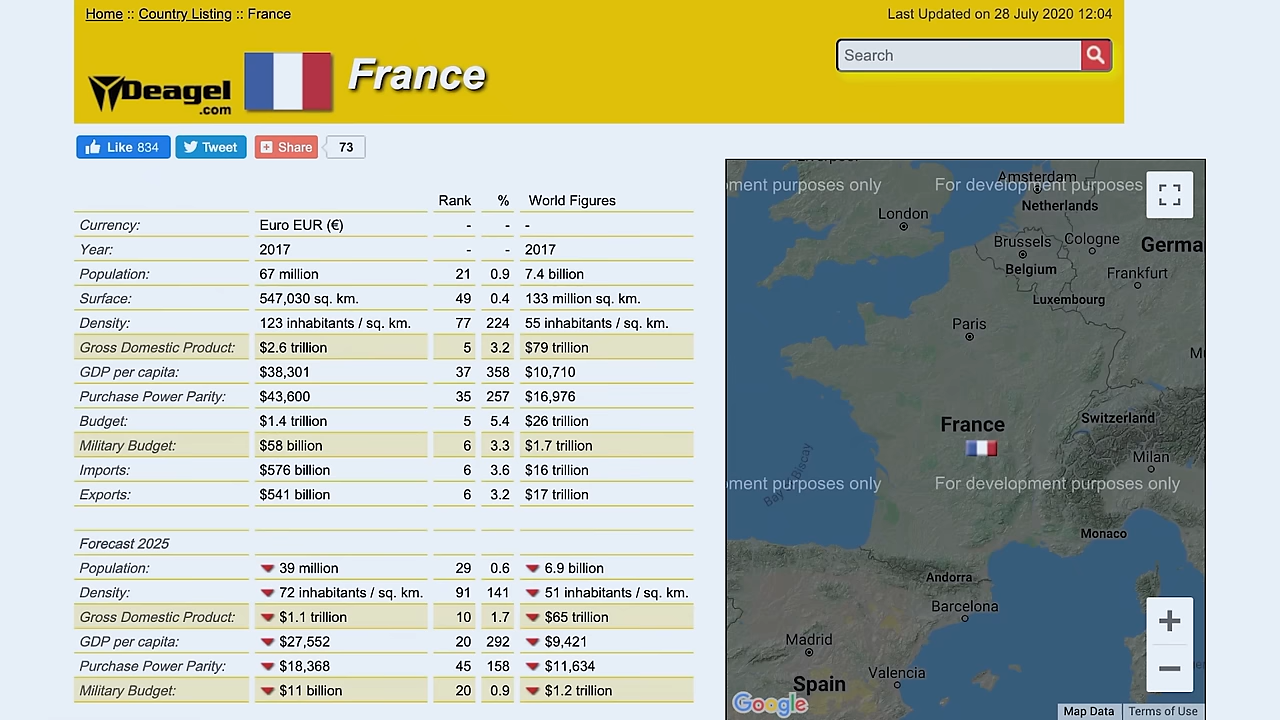 Home :: Country Listing :: France
Last Updated on 28 July 2020 12:04
Deagel
.com
France
Search
Like 834
Tweet
Share
73
Rank % World Figures
Currency: Euro EUR (€) - - -
Year: 2017 - - 2017
Population: 67 million 21 0.9 7.4 billion
Surface: 547,030 sq. km. 49 0.4 133 million sq. km.
Density: 123 inhabitants / sq. km. 77 224 55 inhabitants / sq. km.
Gross Domestic Product: $2.6 trillion 5 3.2 $79 trillion
GDP per capita: $38,301 37 358 $10,710
Purchase Power Parity: $43,600 35 257 $16,976
Budget: $1.4 trillion 5 5.4 $26 trillion
Military Budget: $58 billion 6 3.3 $1.7 trillion
Imports: $576 billion 6 3.6 $16 trillion
Exports: $541 billion 6 3.2 $17 trillion
Forecast 2025
Population: 39 million 29 0.6 6.9 billion
Density: 72 inhabitants / sq. km. 91 141 51 inhabitants / sq. km.
Gross Domestic Product: $1.1 trillion 10 1.7 $65 trillion
GDP per capita: $27,552 20 292 $9,421
Purchase Power Parity: $18,368 45 158 $11,634
Military Budget: $11 billion 20 0.9 $1.2 trillion
Liverpool
Amsterdam
ment purposes only
For development purposes
Netherlands
London
Brussels
Cologne
Germa
Belgium
Frankfurt
Luxembourg
Paris
M
France
Switzerland
Milan
Bay of Biscay
ment purposes only
For development purposes only
Monaco
Andorra
Barcelona
Madrid
Valencia
Spain
Google
Map Data
Terms of Use